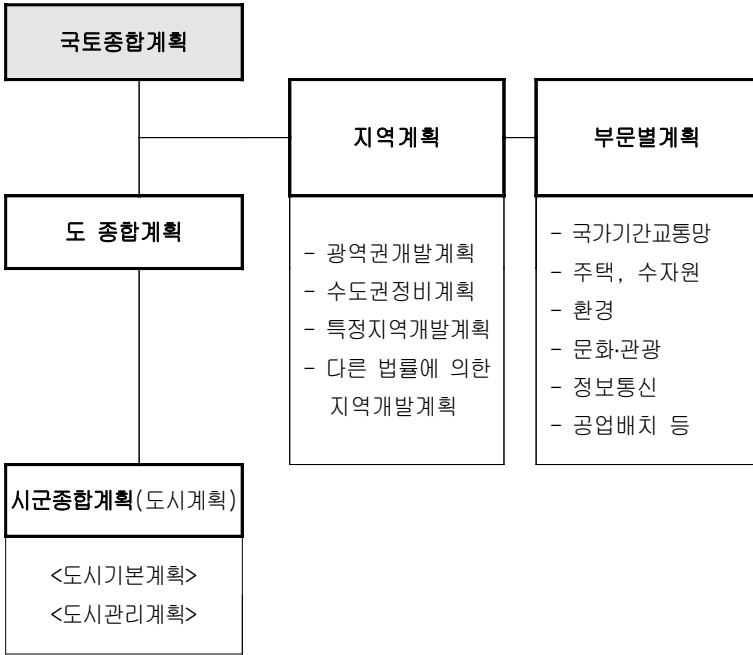 국토종합계획
지역계획
부문별계획
도 종합계획
- 광역권개발계획
- 수도권정비계획
- 특정지역개발계획
- 다른 법률에 의한
지역개발계획
- 국가기간교통망
- 주택, 수자원
- 환경
- 문화·관광
- 정보통신
- 공업배치 등
시군종합계획(도시계획)
<도시기본계획>
<도시관리계획>